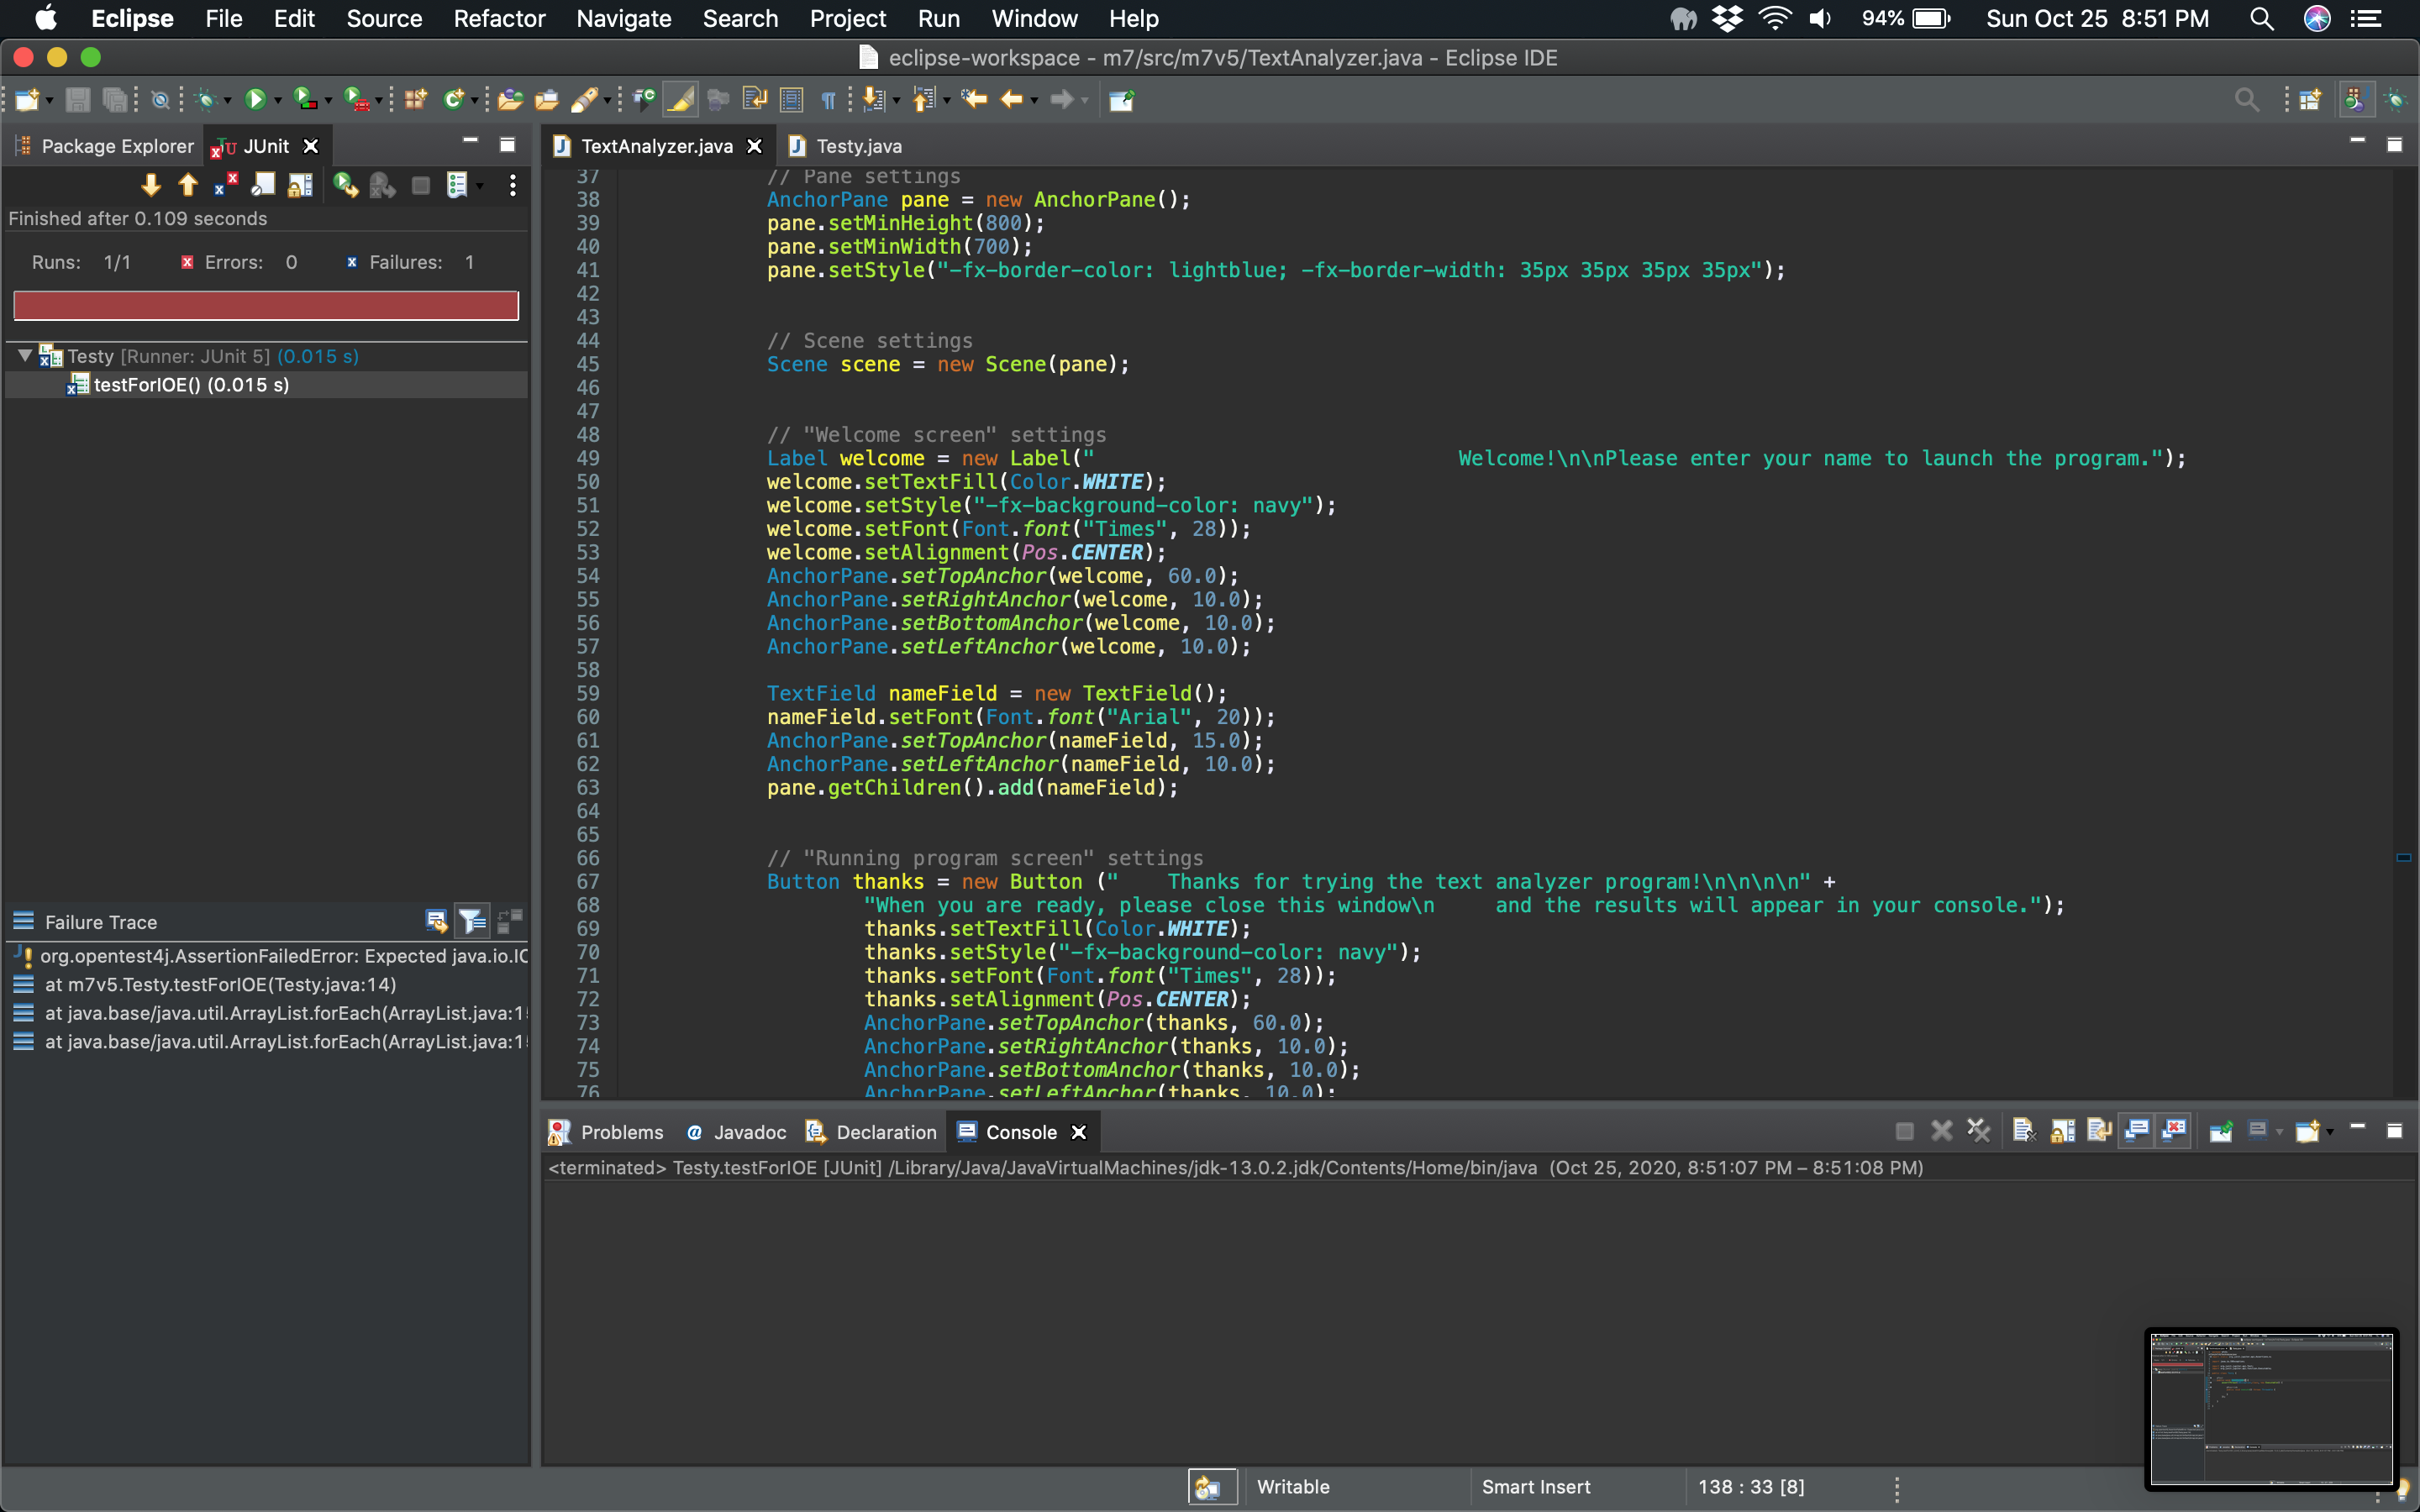 Eclipse File Edit Source Refactor Navigate Search Project Run Window Help 94% Sun Oct 25 8:51 PM
eclipse-workspace - m7/src/m7v5/TextAnalyzer.java - Eclipse IDE
Package Explorer JUnit
Finished after 0.109 seconds
Runs: 1/1 Errors: 0 Failures: 1
Testy [Runner: JUnit 5] (0.015 s)
testForIOE() (0.015 s)
Failure Trace
org.opentest4j.AssertionFailedError: Expected java.io.IO
at m7v5.Testy.testForIOE(Testy.java:14)
at java.base/java.util.ArrayList.forEach(ArrayList.java:15
at java.base/java.util.ArrayList.forEach(ArrayList.java:15
TextAnalyzer.java Testy.java
37 // Pane settings
38 AnchorPane pane = new AnchorPane();
39 pane.setMinHeight(800);
40 pane.setMinWidth(700);
41 pane.setStyle("-fx-border-color: lightblue; -fx-border-width: 35px 35px 35px 35px");
42
43
44 // Scene settings
45 Scene scene = new Scene(pane);
46
47
48 // "Welcome screen" settings
49 Label welcome = new Label("                              Welcome!\n\nPlease enter your name to launch the program.");
50 welcome.setTextFill(Color.WHITE);
51 welcome.setStyle("-fx-background-color: navy");
52 welcome.setFont(Font.font("Times", 28));
53 welcome.setAlignment(Pos.CENTER);
54 AnchorPane.setTopAnchor(welcome, 60.0);
55 AnchorPane.setRightAnchor(welcome, 10.0);
56 AnchorPane.setBottomAnchor(welcome, 10.0);
57 AnchorPane.setLeftAnchor(welcome, 10.0);
58
59 TextField nameField = new TextField();
60 nameField.setFont(Font.font("Arial", 20));
61 AnchorPane.setTopAnchor(nameField, 15.0);
62 AnchorPane.setLeftAnchor(nameField, 10.0);
63 pane.getChildren().add(nameField);
64
65
66 // "Running program screen" settings
67 Button thanks = new Button ("    Thanks for trying the text analyzer program!\n\n\n\n" +
68 "When you are ready, please close this window\n     and the results will appear in your console.");
69 thanks.setTextFill(Color.WHITE);
70 thanks.setStyle("-fx-background-color: navy");
71 thanks.setFont(Font.font("Times", 28));
72 thanks.setAlignment(Pos.CENTER);
73 AnchorPane.setTopAnchor(thanks, 60.0);
74 AnchorPane.setRightAnchor(thanks, 10.0);
75 AnchorPane.setBottomAnchor(thanks, 10.0);
76 AnchorPane.setLeftAnchor(thanks, 10.0);
Problems Javadoc Declaration Console
<terminated> Testy.testForIOE [JUnit] /Library/Java/JavaVirtualMachines/jdk-13.0.2.jdk/Contents/Home/bin/java (Oct 25, 2020, 8:51:07 PM – 8:51:08 PM)
Writable Smart Insert 138 : 33 [8]